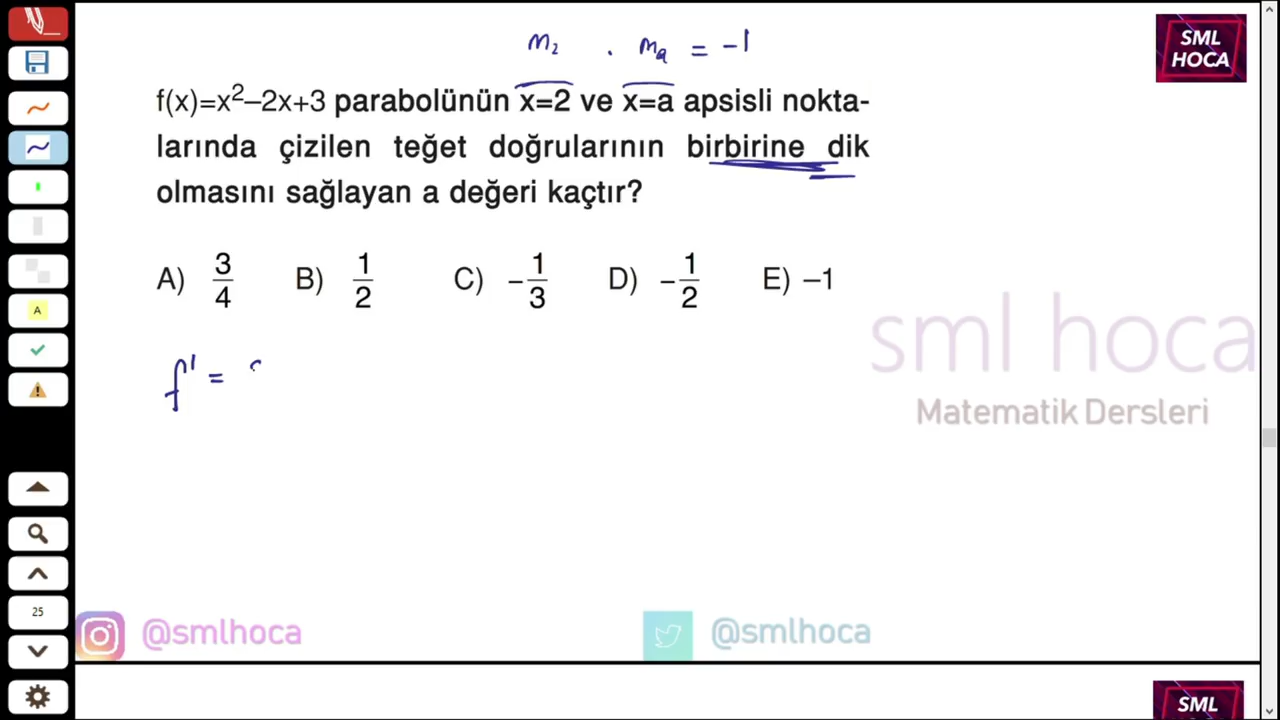 m₂ . mₐ = -1
SML
HOCA
f(x)=x²–2x+3 parabolünün x=2 ve x=a apsisli nokta-
larında çizilen teğet doğrularının birbirine dik
olmasını sağlayan a değeri kaçtır?
A) 3/4 B) 1/2 C) –1/3 D) –1/2 E) –1
sml hoca
Matematik Dersleri
f' =
A
25
@smlhoca @smlhoca
SML